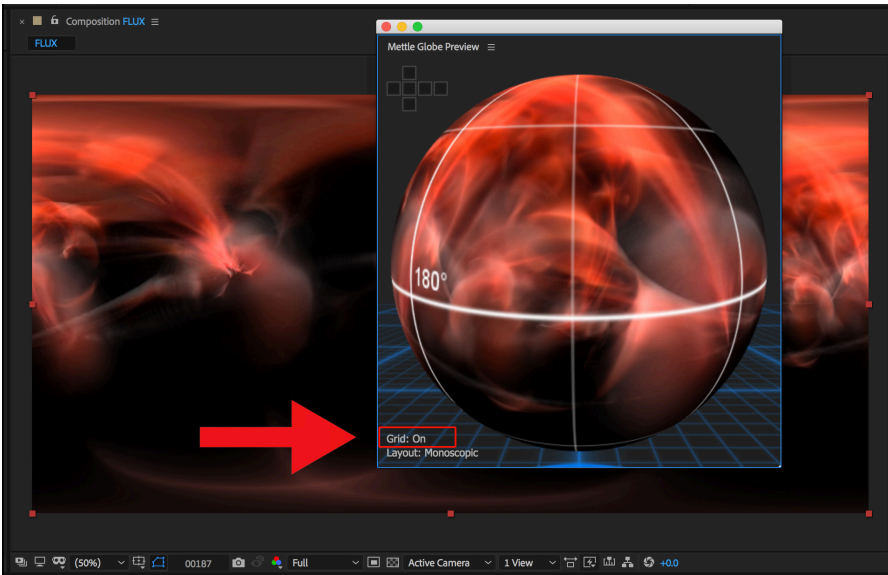 Composition FLUX
FLUX
Mettle Globe Preview
180°
Grid: On
Layout: Monoscopic
(50%) 00187 Full Active Camera 1 View +0.0